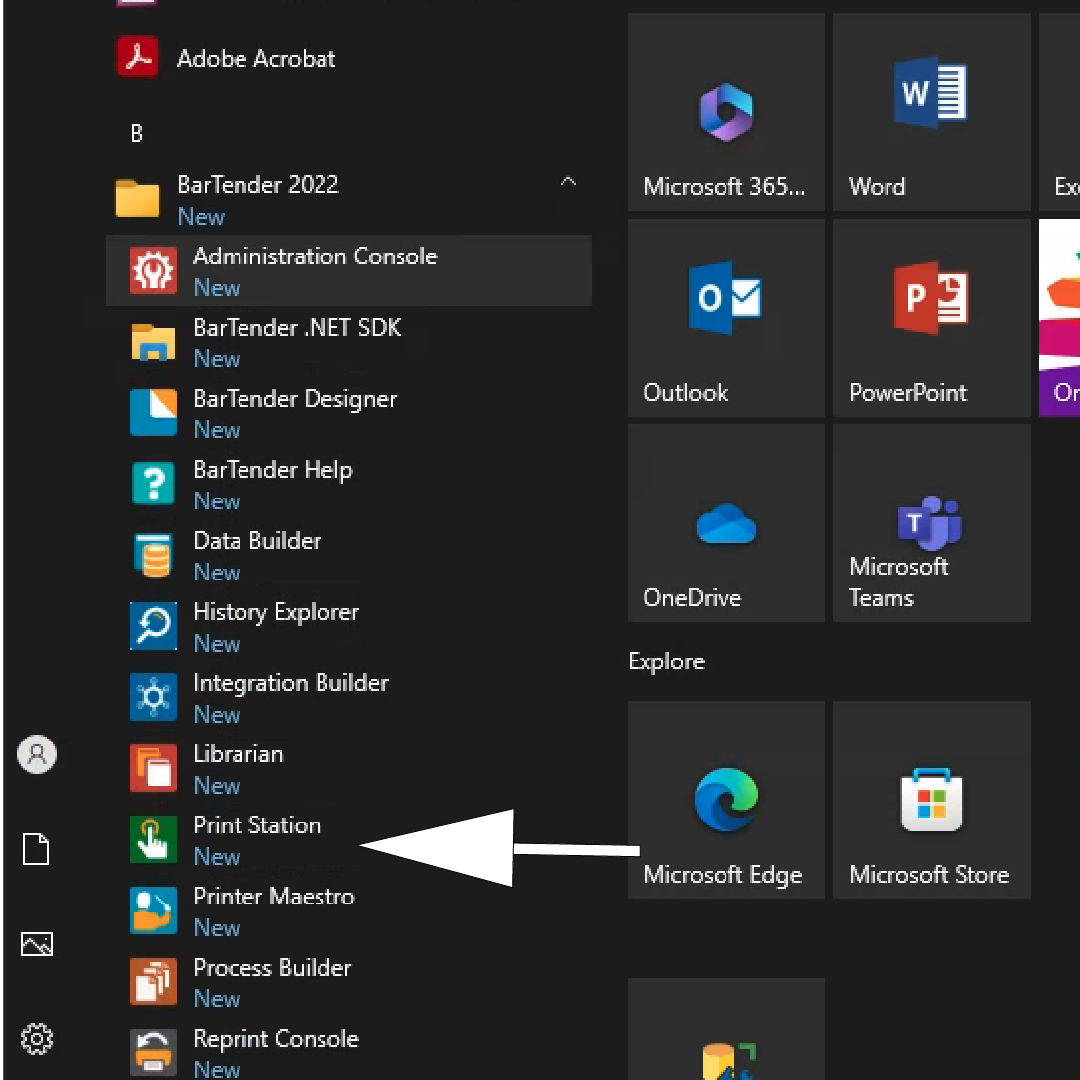 Adobe Acrobat
B
BarTender 2022
New
Administration Console
New
BarTender .NET SDK
New
BarTender Designer
New
BarTender Help
New
Data Builder
New
History Explorer
New
Integration Builder
New
Librarian
New
Print Station
New
Printer Maestro
New
Process Builder
New
Reprint Console
New
Microsoft 365...
W
Word
O
Outlook
P
PowerPoint
OneDrive
T
Microsoft
Teams
Explore
Microsoft Edge
Microsoft Store